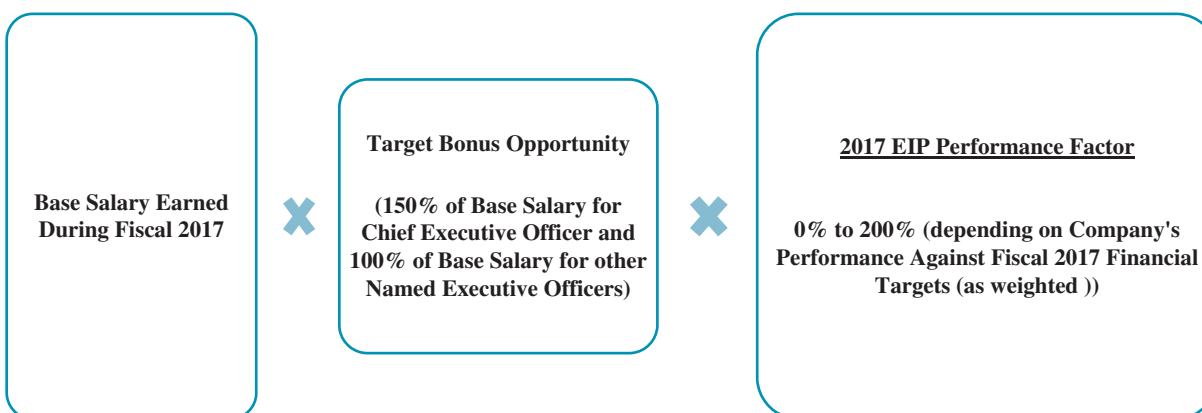 Base Salary Earned
During Fiscal 2017
Target Bonus Opportunity
(150% of Base Salary for
Chief Executive Officer and
100% of Base Salary for other
Named Executive Officers)
2017 EIP Performance Factor
0% to 200% (depending on Company's
Performance Against Fiscal 2017 Financial
Targets (as weighted ))